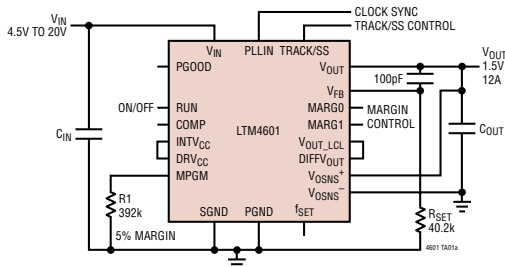 CLOCK SYNC
TRACK/SS CONTROL
VIN
4.5V TO 20V
VIN PLLIN TRACK/SS
PGOOD
VOUT
VOUT
1.5V
12A
100pF
VFB
ON/OFF RUN
MARG0
MARG1
MARGIN
CONTROL
COMP
LTM4601
CIN
COUT
INTVCC
VOUT_LCL
DRVCC
DIFFVOUT
MPGM
VOSNS+
VOSNS–
R1
392k
5% MARGIN
SGND PGND fSET
RSET
40.2k
4601 TA01a